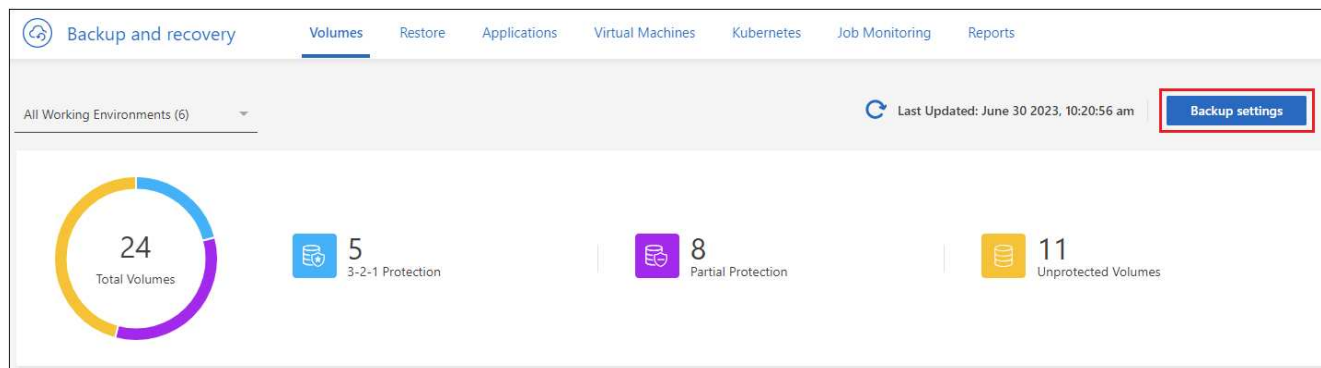 Backup and recovery
Volumes
Restore
Applications
Virtual Machines
Kubernetes
Job Monitoring
Reports
All Working Environments (6)
Last Updated: June 30 2023, 10:20:56 am
Backup settings
24
Total Volumes
5
3-2-1 Protection
8
Partial Protection
11
Unprotected Volumes